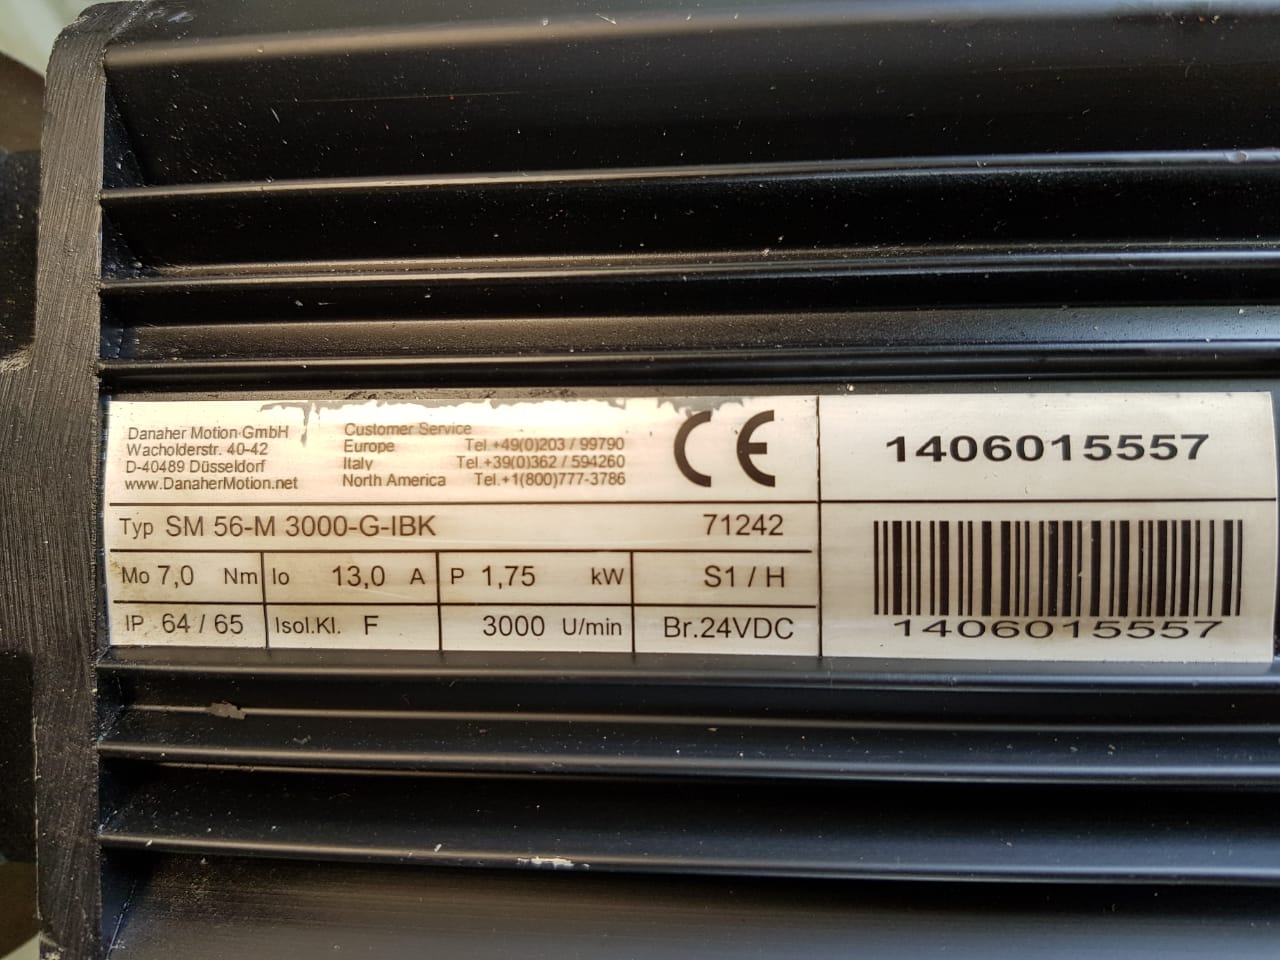 Danaher Motion GmbH
Wacholderstr. 40-42
D-40489 Düsseldorf
www.DanaherMotion.net
Customer Service
Europe Tel +49(0)203 / 99790
Italy Tel.+39(0)362 / 594260
North America Tel.+1(800)777-3786
CE
1406015557
Typ SM 56-M 3000-G-IBK 71242
Mo 7,0 Nm Io 13,0 A P 1,75 kW S1 / H
IP 64 / 65 Isol.Kl. F 3000 U/min Br.24VDC
1406015557